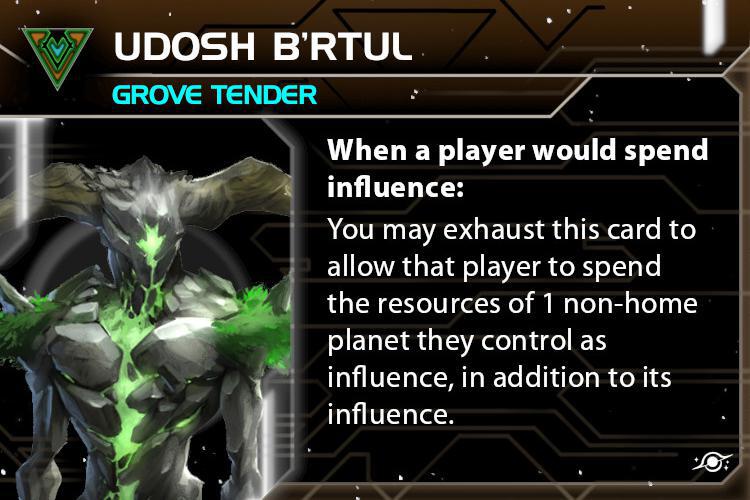 UDOSH B'RTUL
GROVE TENDER
When a player would spend
influence:
You may exhaust this card to
allow that player to spend
the resources of 1 non-home
planet they control as
influence, in addition to its
influence.